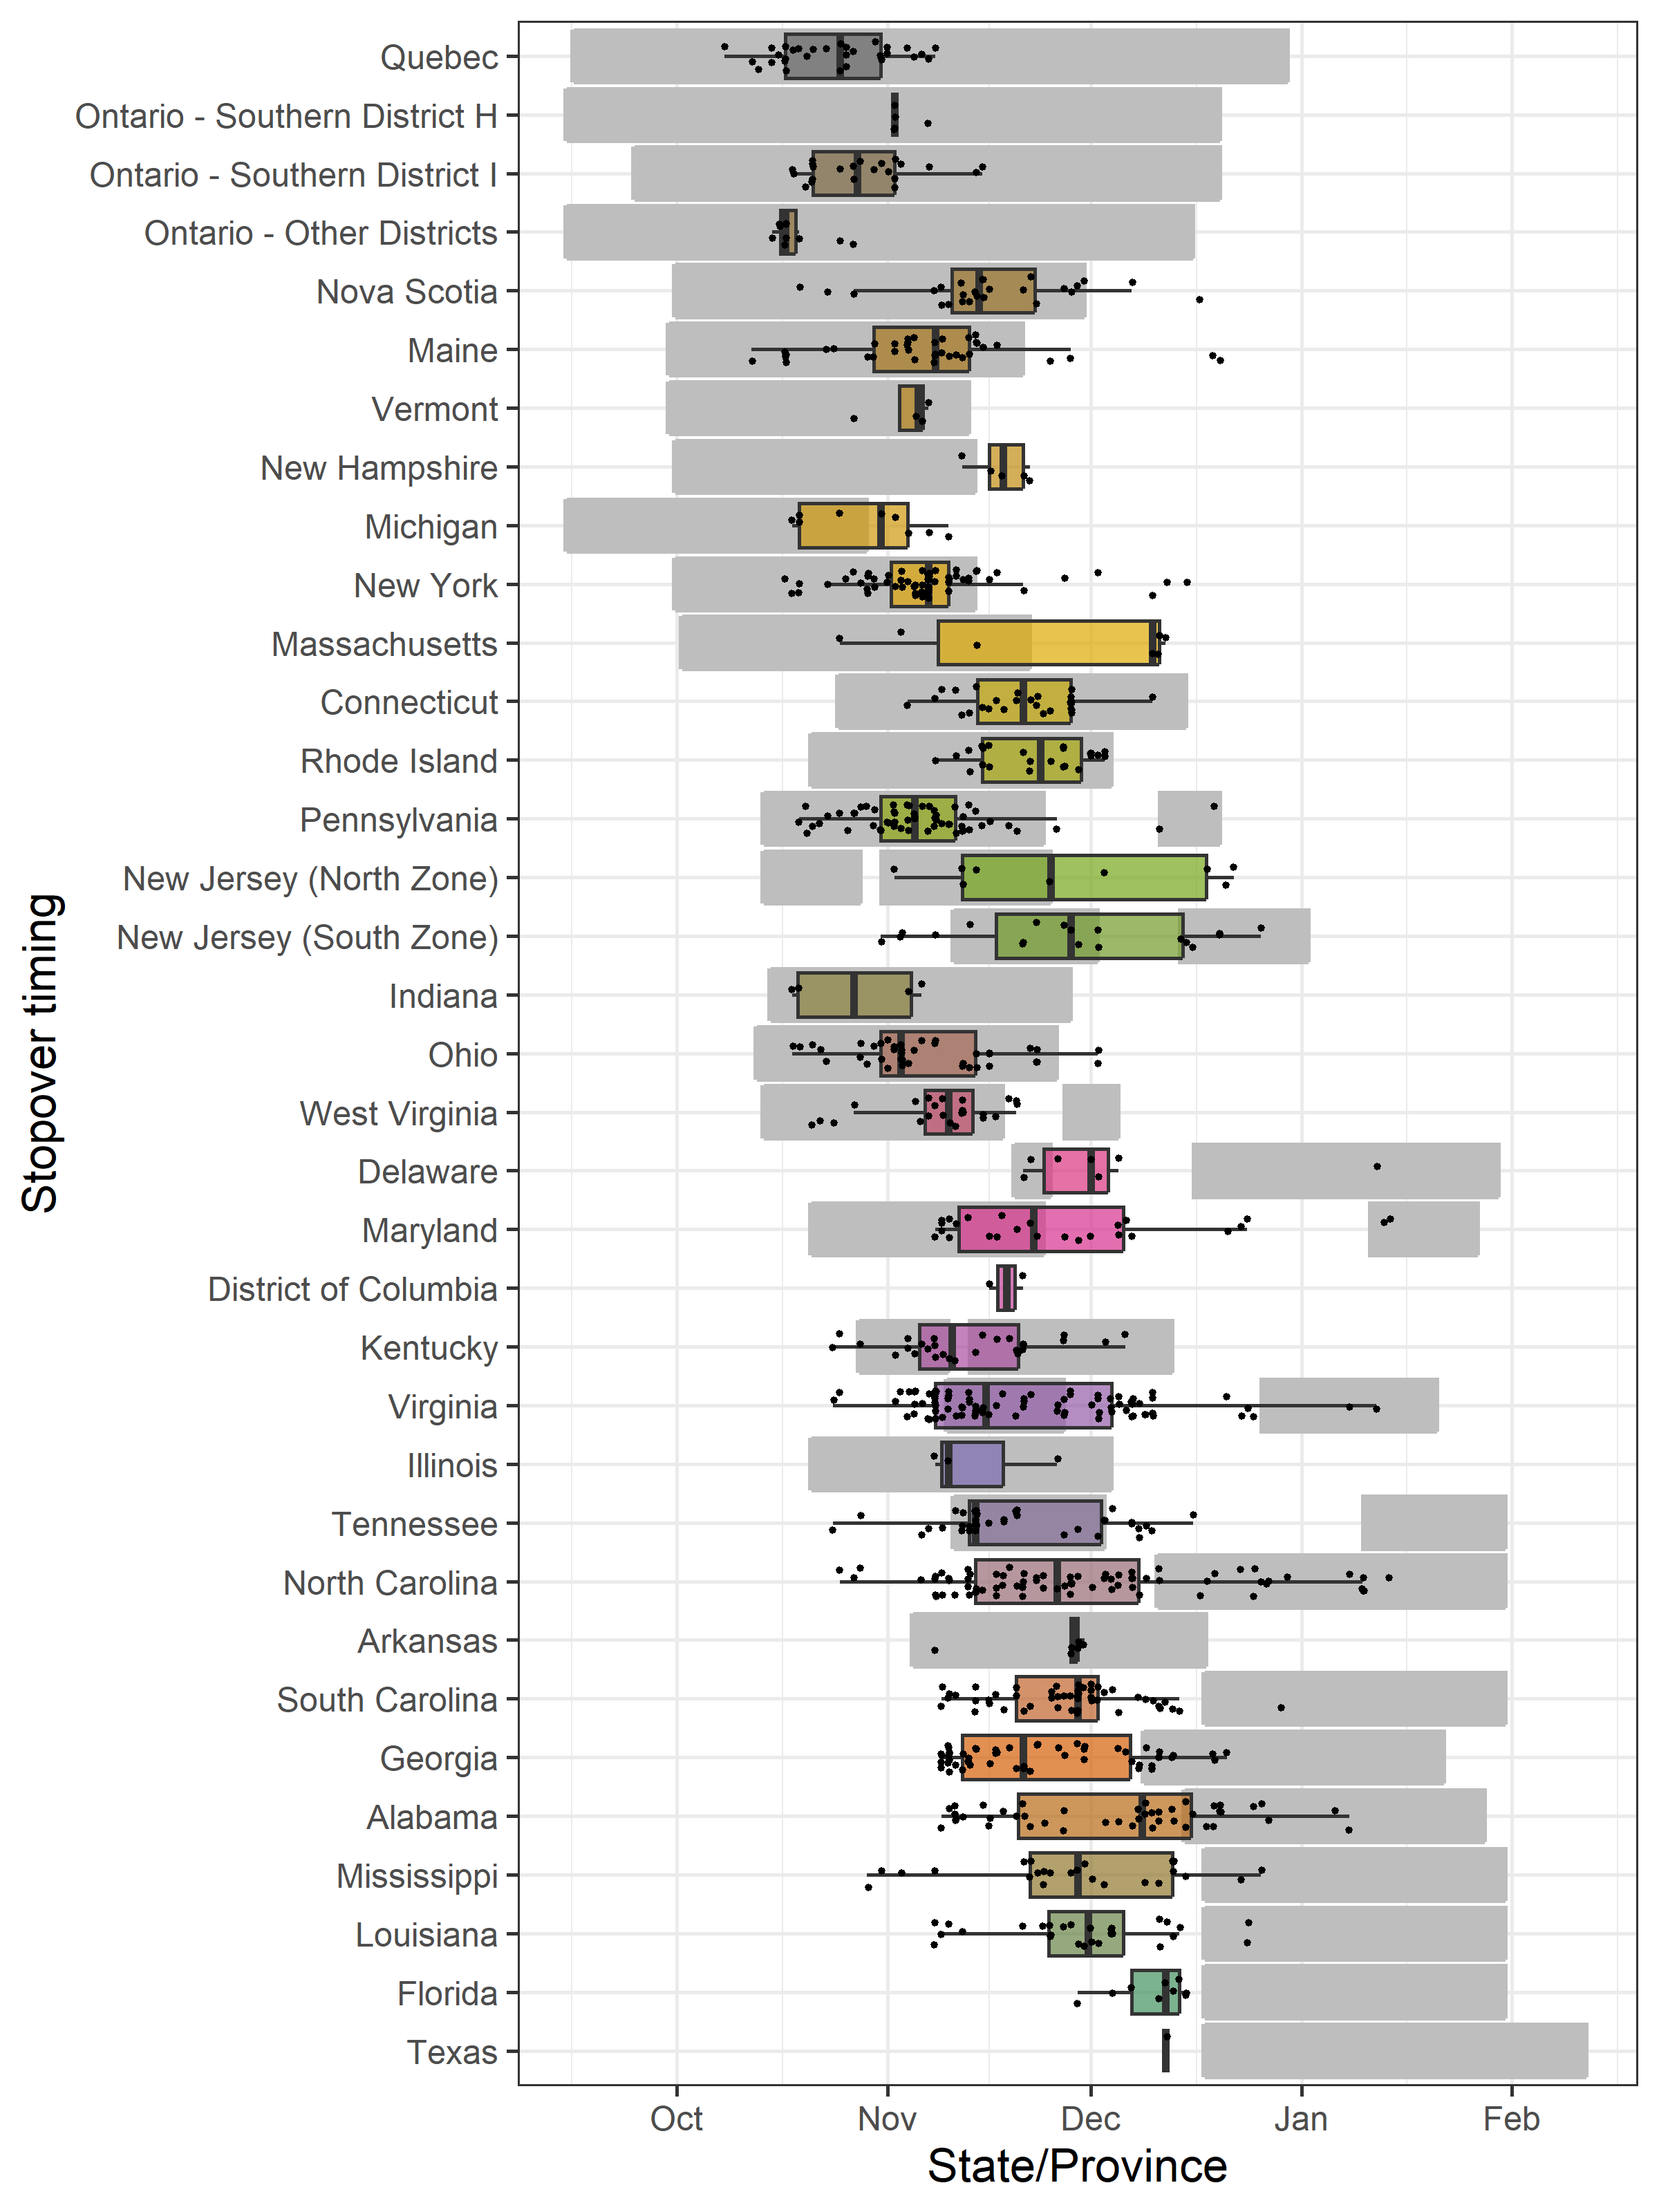 Quebec
Ontario - Southern District H
Ontario - Southern District I
Ontario - Other Districts
Nova Scotia
Maine
Vermont
New Hampshire
Michigan
New York
Massachusetts
Connecticut
Rhode Island
Pennsylvania
New Jersey (North Zone)
New Jersey (South Zone)
Indiana
Ohio
West Virginia
Delaware
Maryland
District of Columbia
Kentucky
Virginia
Illinois
Tennessee
North Carolina
Arkansas
South Carolina
Georgia
Alabama
Mississippi
Louisiana
Florida
Texas
Stopover timing
Oct Nov Dec Jan Feb
State/Province